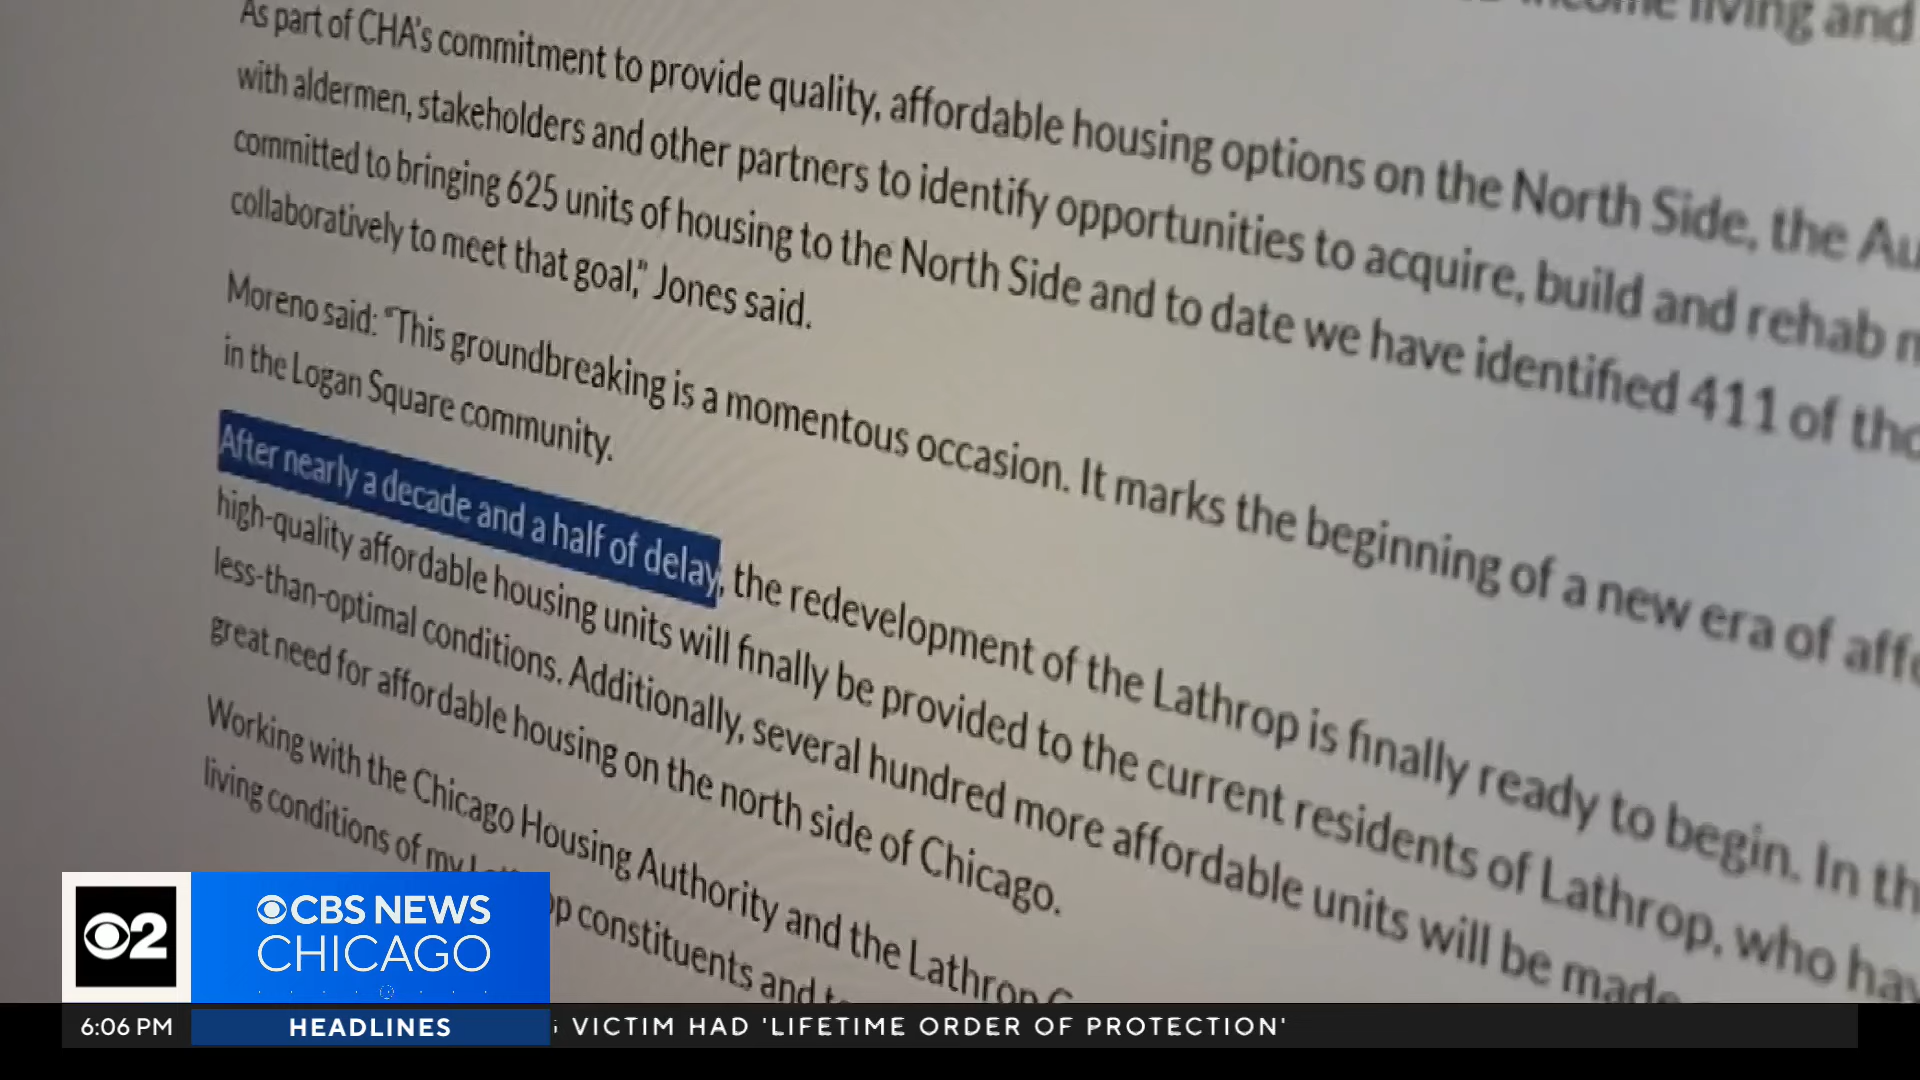 income living and
As part of CHA's commitment to provide quality, affordable housing options on the North Side, the Au
with aldermen, stakeholders and other partners to identify opportunities to acquire, build and rehab
committed to bringing 625 units of housing to the North Side and to date we have identified 411 of tho
collaboratively to meet that goal," Jones said.
Moreno said: "This groundbreaking is a momentous occasion. It marks the beginning of a new era of affo
in the Logan Square community.
After nearly a decade and a half of delay, the redevelopment of the Lathrop is finally ready to begin. In th
high-quality affordable housing units will finally be provided to the current residents of Lathrop, who hav
less-than-optimal conditions. Additionally, several hundred more affordable units will be made
great need for affordable housing on the north side of Chicago.
Working with the Chicago Housing Authority and the Lathrop
living conditions of my constituents and
2
CBS NEWS
CHICAGO
6:06 PM HEADLINES VICTIM HAD 'LIFETIME ORDER OF PROTECTION'